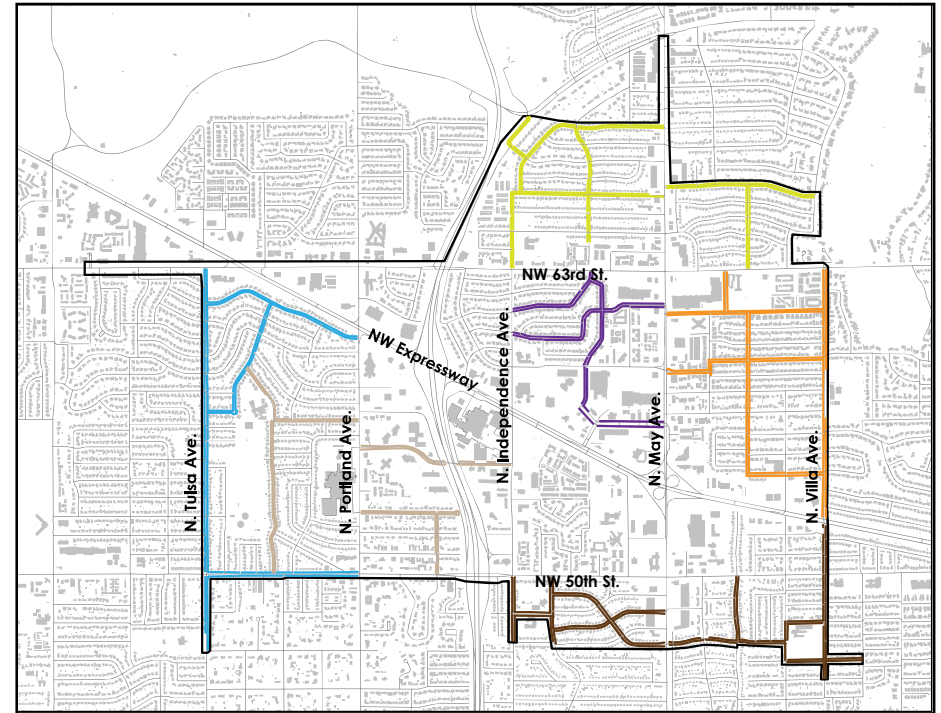 NW 63rd St.
NW Expressway
N. Independence Ave.
N. May Ave.
N. Portland Ave.
N. Tulsa Ave.
N. Villa Ave.
NW 50th St.